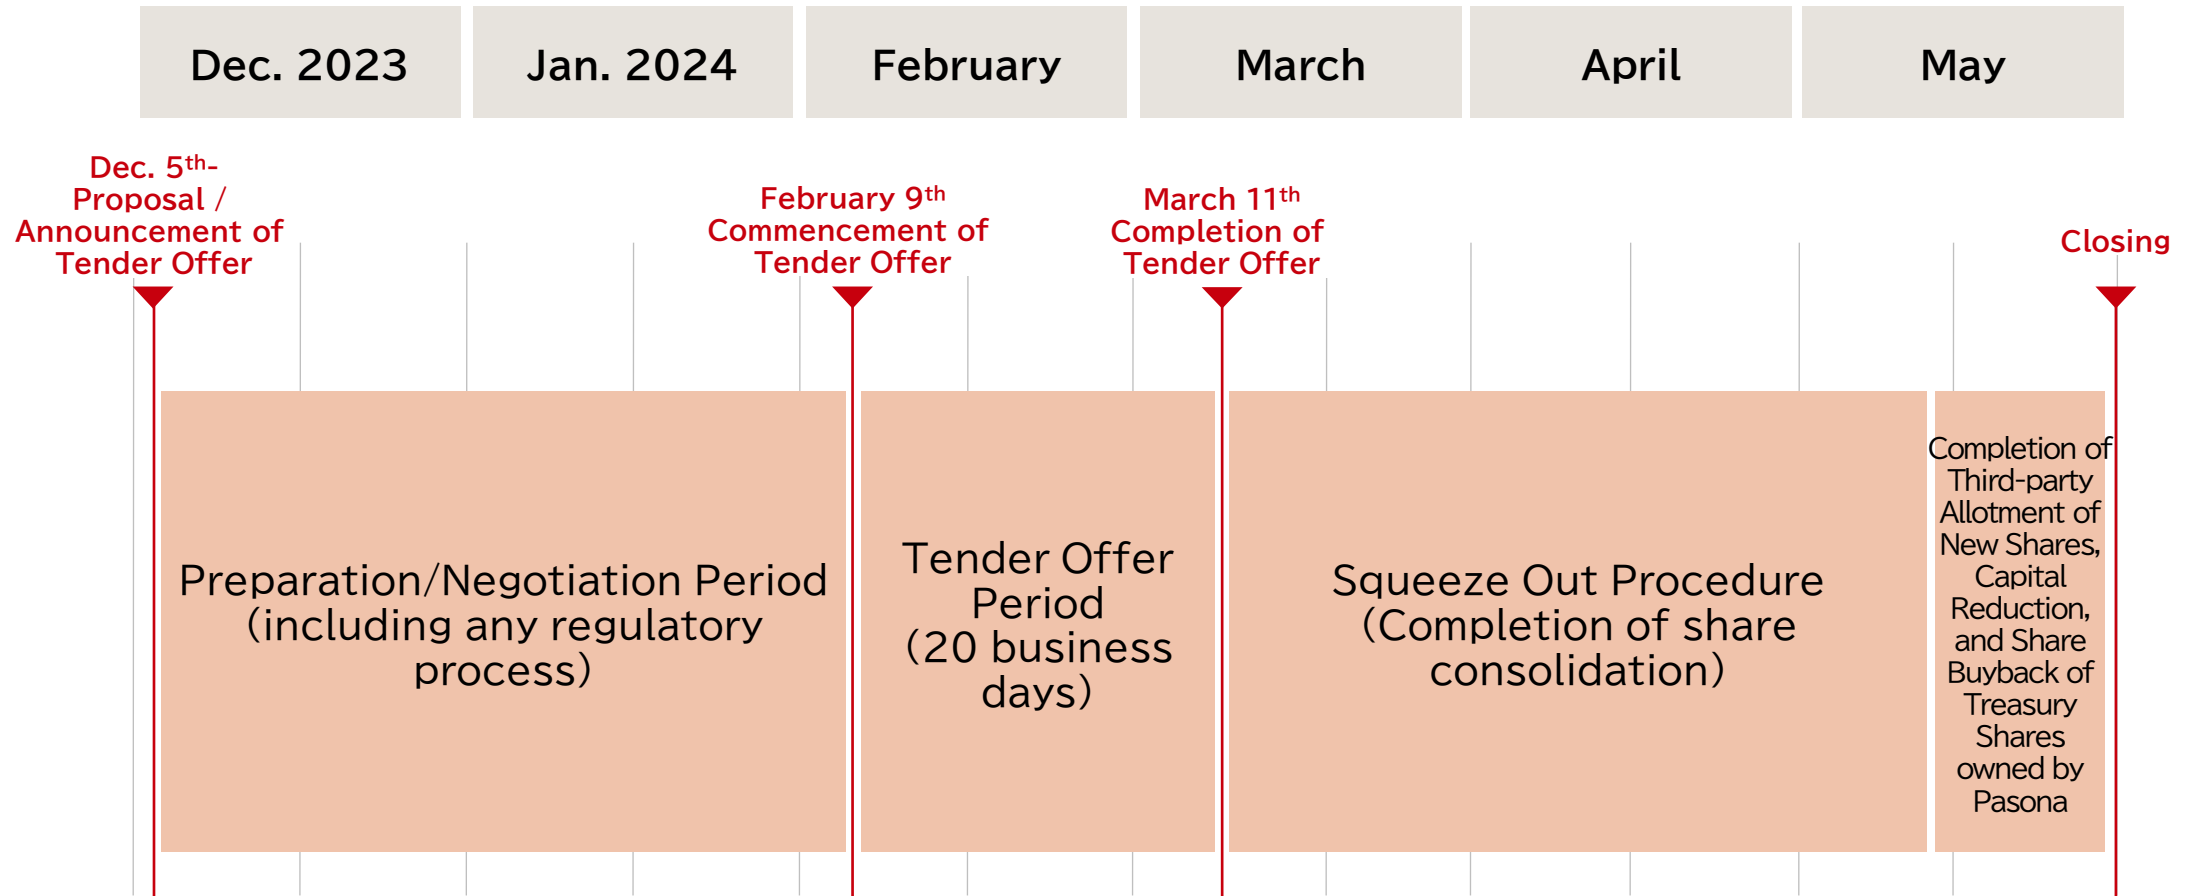 Dec. 2023
Jan. 2024
February
March
April
May
Dec. 5th-
Proposal /
Announcement of
Tender Offer
February 9th
Commencement of
Tender Offer
March 11th
Completion of
Tender Offer
Closing
Preparation/Negotiation Period
(including any regulatory
process)
Tender Offer
Period
(20 business
days)
Squeeze Out Procedure
(Completion of share
consolidation)
Completion of
Third-party
Allotment of
New Shares,
Capital
Reduction,
and Share
Buyback of
Treasury
Shares
owned by
Pasona